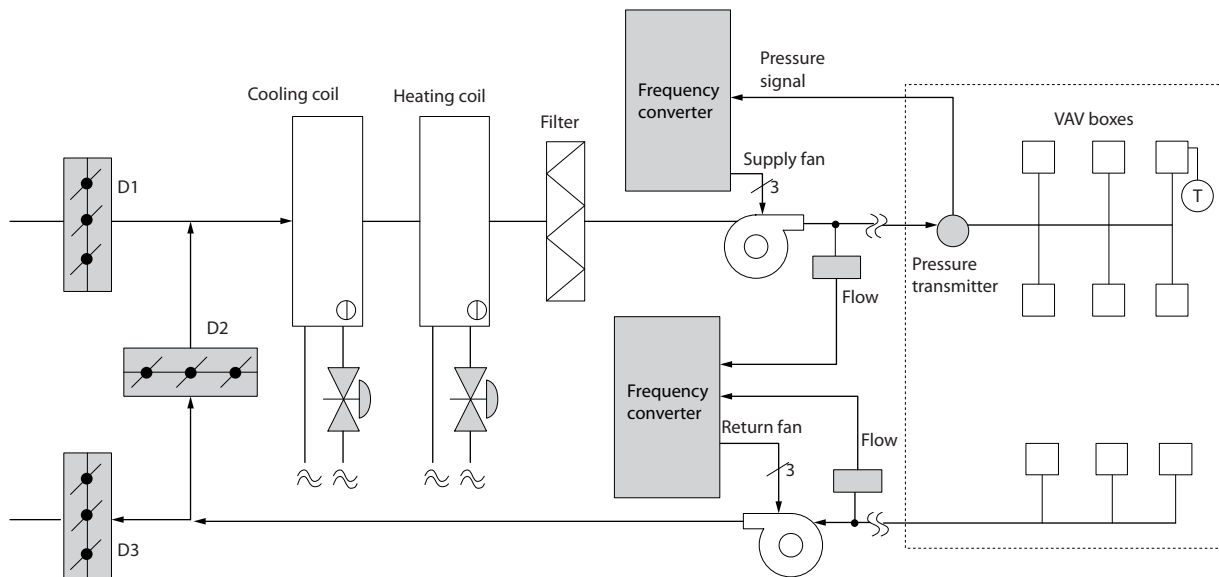 Pressure
signal
Cooling coil
Heating coil
Frequency
converter
Filter
VAV boxes
Supply fan
D1
3
T
Pressure
transmitter
Flow
D2
Frequency
converter
Return fan
Flow
3
D3